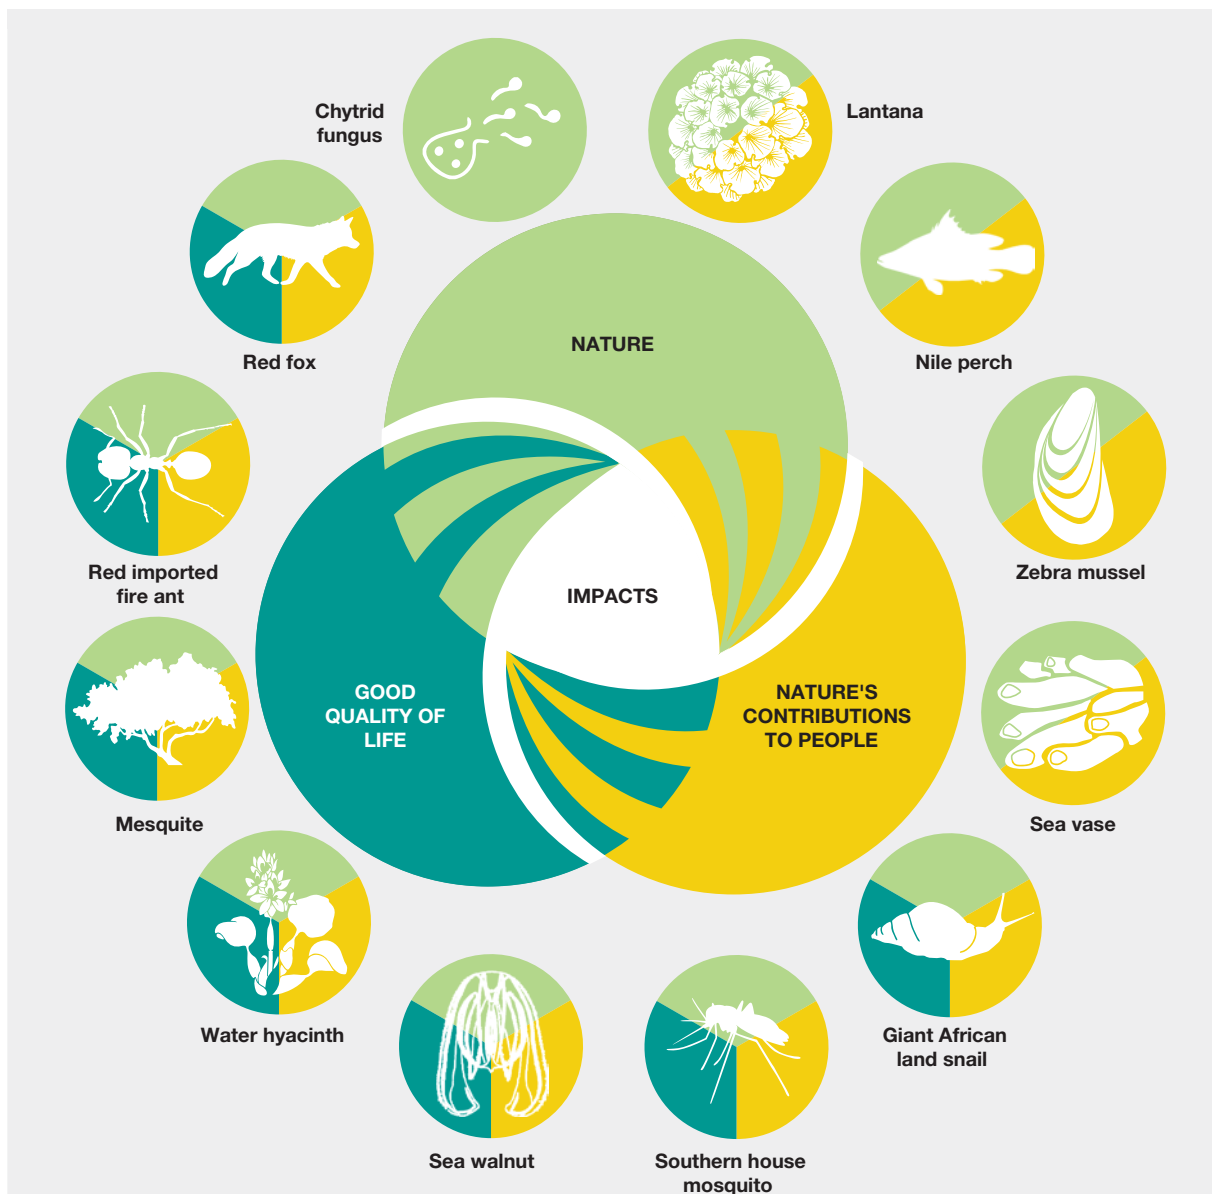 Chytrid
fungus
Lantana
Red fox
Nile perch
NATURE
Red imported
fire ant
Zebra mussel
IMPACTS
GOOD
QUALITY OF
LIFE
NATURE'S
CONTRIBUTIONS
TO PEOPLE
Mesquite
Sea vase
Water hyacinth
Giant African
land snail
Sea walnut
Southern house
mosquito